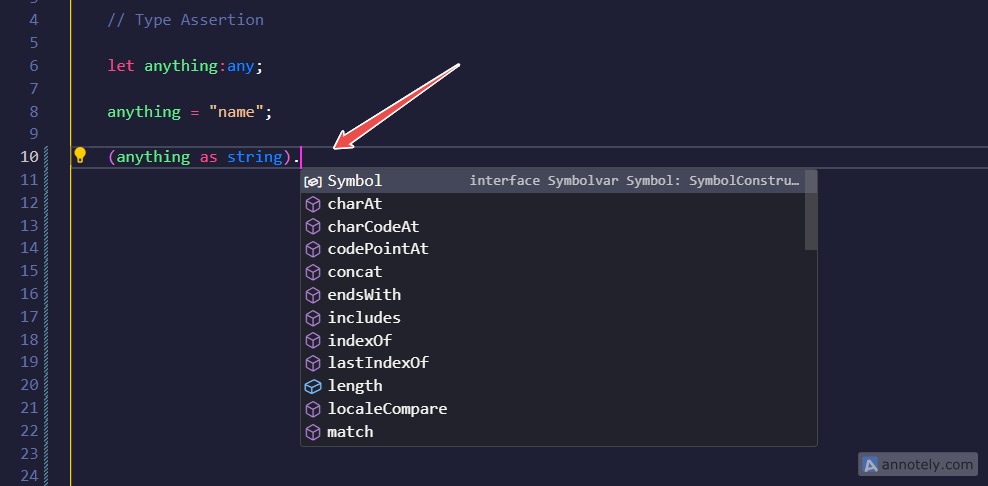 4 // Type Assertion
5
6 let anything:any;
7
8 anything = "name";
9
10 (anything as string).
11 Symbol interface Symbolvar Symbol: SymbolConstru…
12 charAt
13 charCodeAt
14 codePointAt
15 concat
16 endsWith
17 includes
18 indexOf
19 lastIndexOf
20 length
21 localeCompare
22 match
23
24
annotely.com